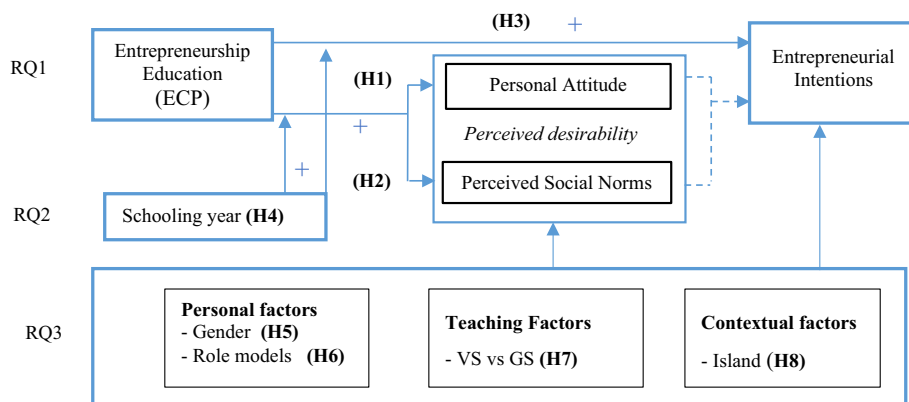 (H3) +
RQ1
Entrepreneurship
Education
(ECP)
Entrepreneurial
Intentions
(H1)
Personal Attitude
+
Perceived desirability
+
(H2)
Perceived Social Norms
RQ2
Schooling year (H4)
RQ3
Personal factors
- Gender (H5)
- Role models (H6)
Teaching Factors
- VS vs GS (H7)
Contextual factors
- Island (H8)